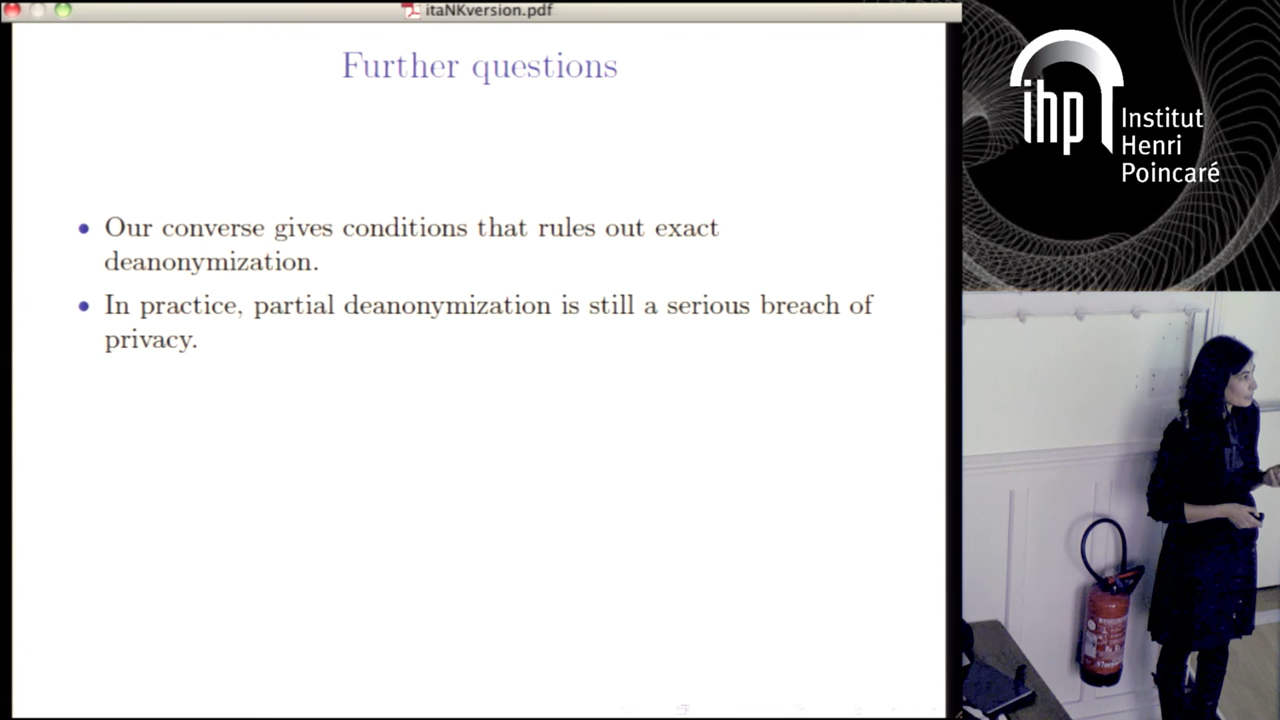 itaNKversion.pdf
Further questions
Our converse gives conditions that rules out exact
deanonymization.
In practice, partial deanonymization is still a serious breach of
privacy.
ihp
Institut
Henri
Poincaré